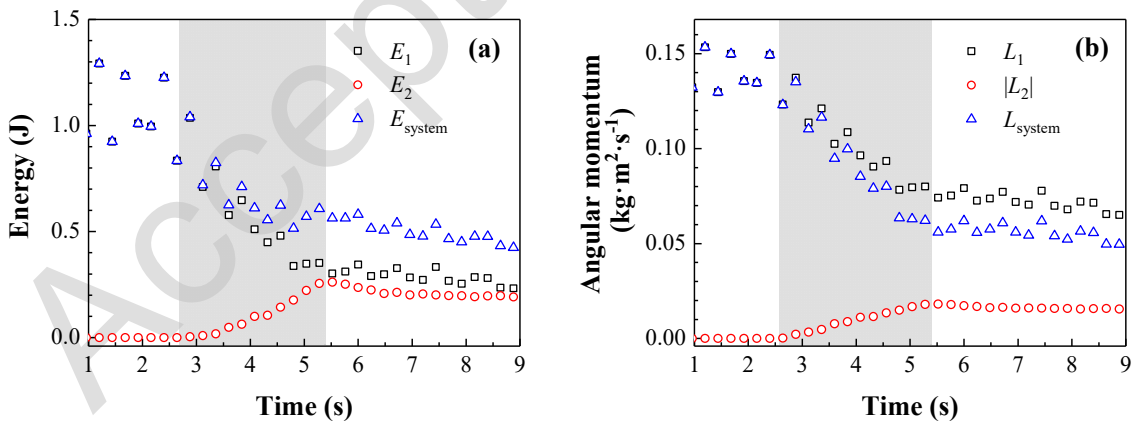 Accept
(a)
E1
E2
Esystem
Energy (J)
1.5
1.0
0.5
0.0
1 2 3 4 5 6 7 8 9
Time (s)
(b)
L1
|L2|
Lsystem
Angular momentum
(kg·m²·s⁻¹)
0.15
0.10
0.05
0.00
1 2 3 4 5 6 7 8 9
Time (s)